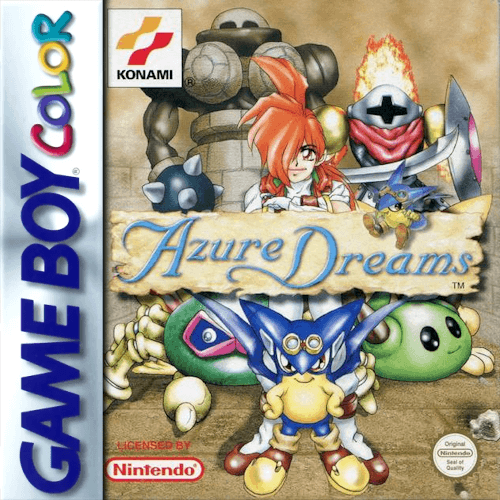 GAME BOY COLOR
®
KONAMI
®
Azure Dreams
TM
LICENSED BY
Nintendo®
Original
Nintendo
Seal of
Quality